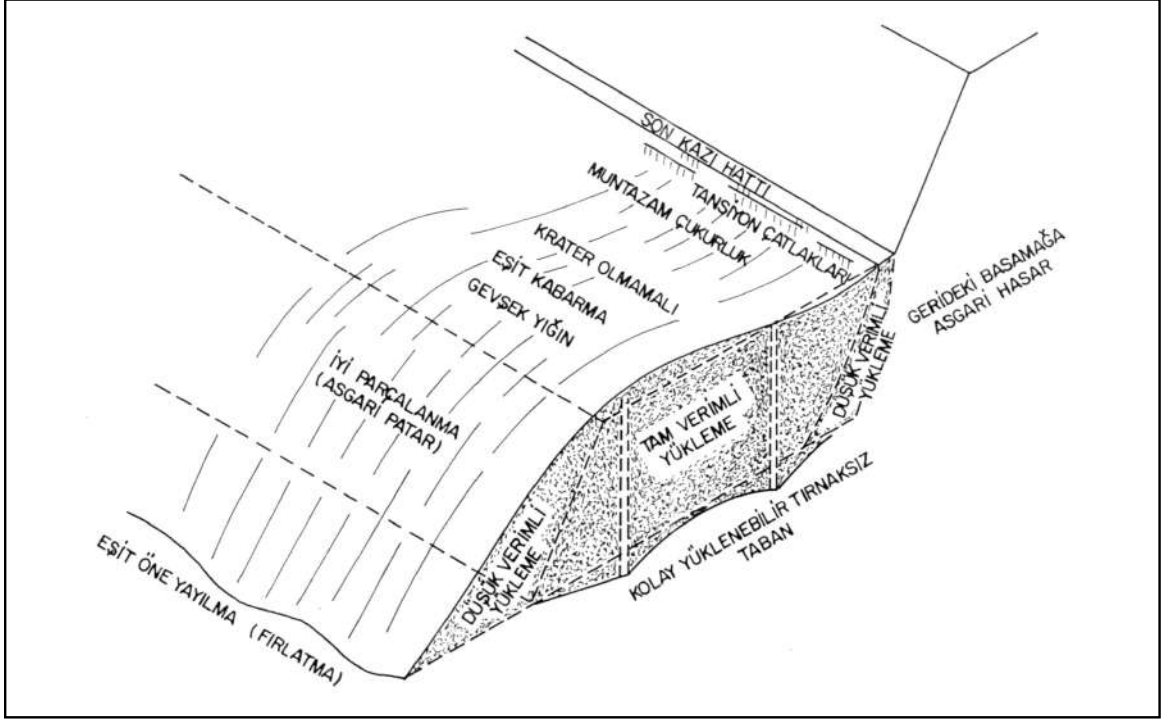 SON KAZI HATTI
TANSİYON ÇATLAKLARI
MUNTAZAM ÇUKURLUK
KRATER OLMAMALI
EŞİT KABARMA
GEVŞEK YIĞIN
İYİ PARÇALANMA
(ASGARİ PATAR)
EŞİT ÖNE YAYILMA (FIRLATMA)
DÜŞÜK VERİMLİ
YÜKLEME
TAM VERİMLİ
YÜKLEME
DÜŞÜK VERİMLİ
YÜKLEME
GERİDEKİ BASAMAĞA
ASGARİ HASAR
KOLAY YÜKLENEBİLİR TIRNAKSIZ
TABAN